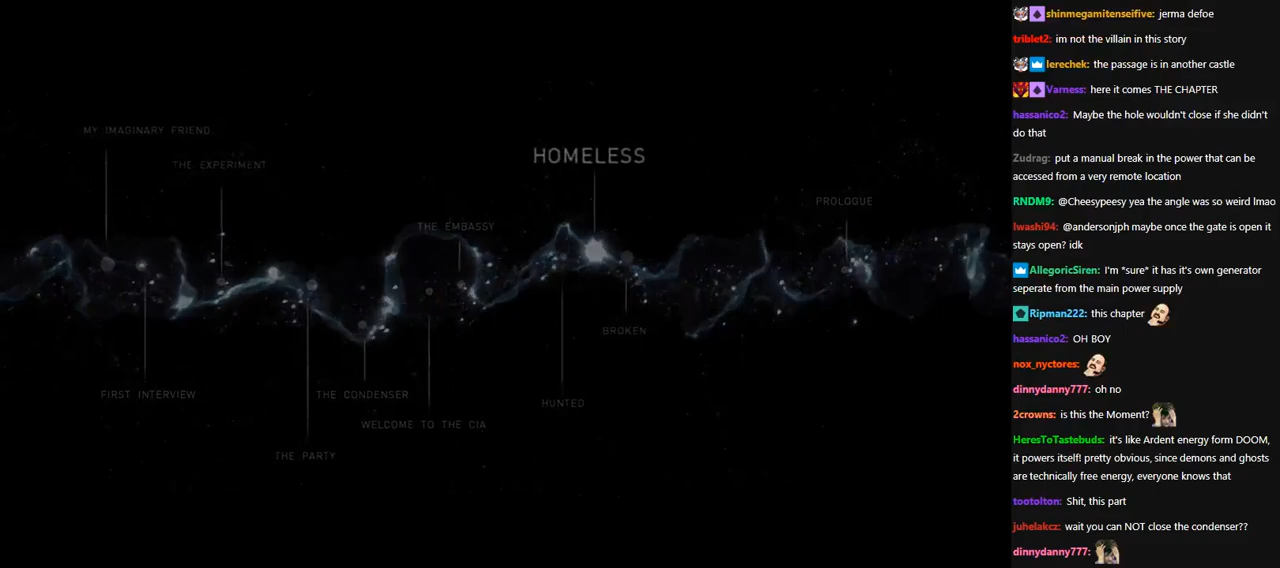 MY IMAGINARY FRIEND
THE EXPERIMENT
HOMELESS
PROLOGUE
THE EMBASSY
BROKEN
FIRST INTERVIEW
THE CONDENSER
HUNTED
WELCOME TO THE CIA
THE PARTY
shinmegamitenseifive: jerma defoe
triblet2: im not the villain in this story
lerechek: the passage is in another castle
Varness: here it comes THE CHAPTER
hassanico2: Maybe the hole wouldn't close if she didn't
do that
Zudrag: put a manual break in the power that can be
accessed from a very remote location
RNDM9: @Cheesypeesy yea the angle was so weird lmao
Iwashi94: @andersonjph maybe once the gate is open it
stays open? idk
AllegoricSiren: I'm *sure* it has it's own generator
seperate from the main power supply
Ripman222: this chapter
hassanico2: OH BOY
nox_nyctores:
dinnydanny777: oh no
2crowns: is this the Moment?
HeresToTastebuds: it's like Ardent energy form DOOM,
it powers itself! pretty obvious, since demons and ghosts
are technically free energy, everyone knows that
tootolton: Shit, this part
juhelakcz: wait you can NOT close the condenser??
dinnydanny777: